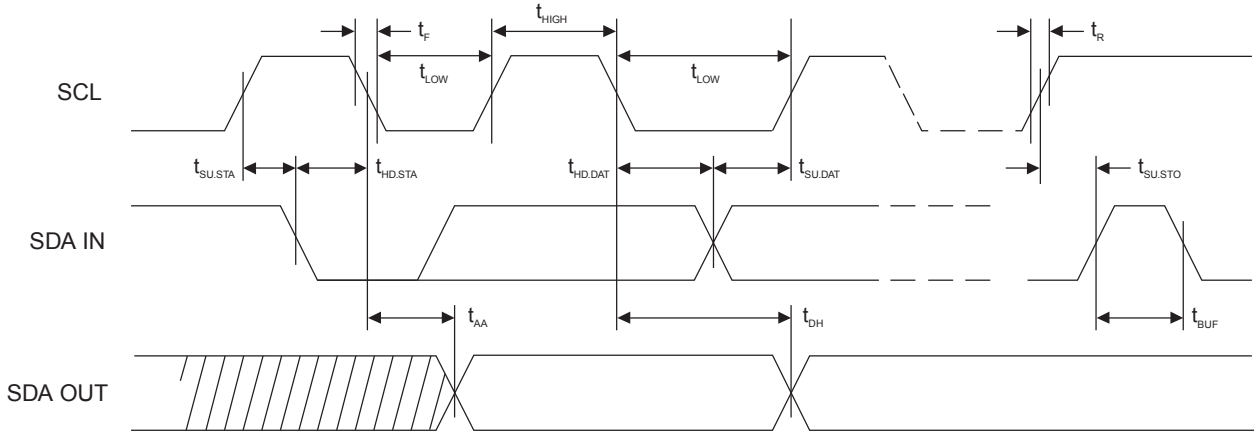 tF
tHIGH
tR
tLOW
tLOW
SCL
tSU.STA
tHD.STA
tHD.DAT
tSU.DAT
tSU.STO
SDA IN
tAA
tDH
tBUF
SDA OUT